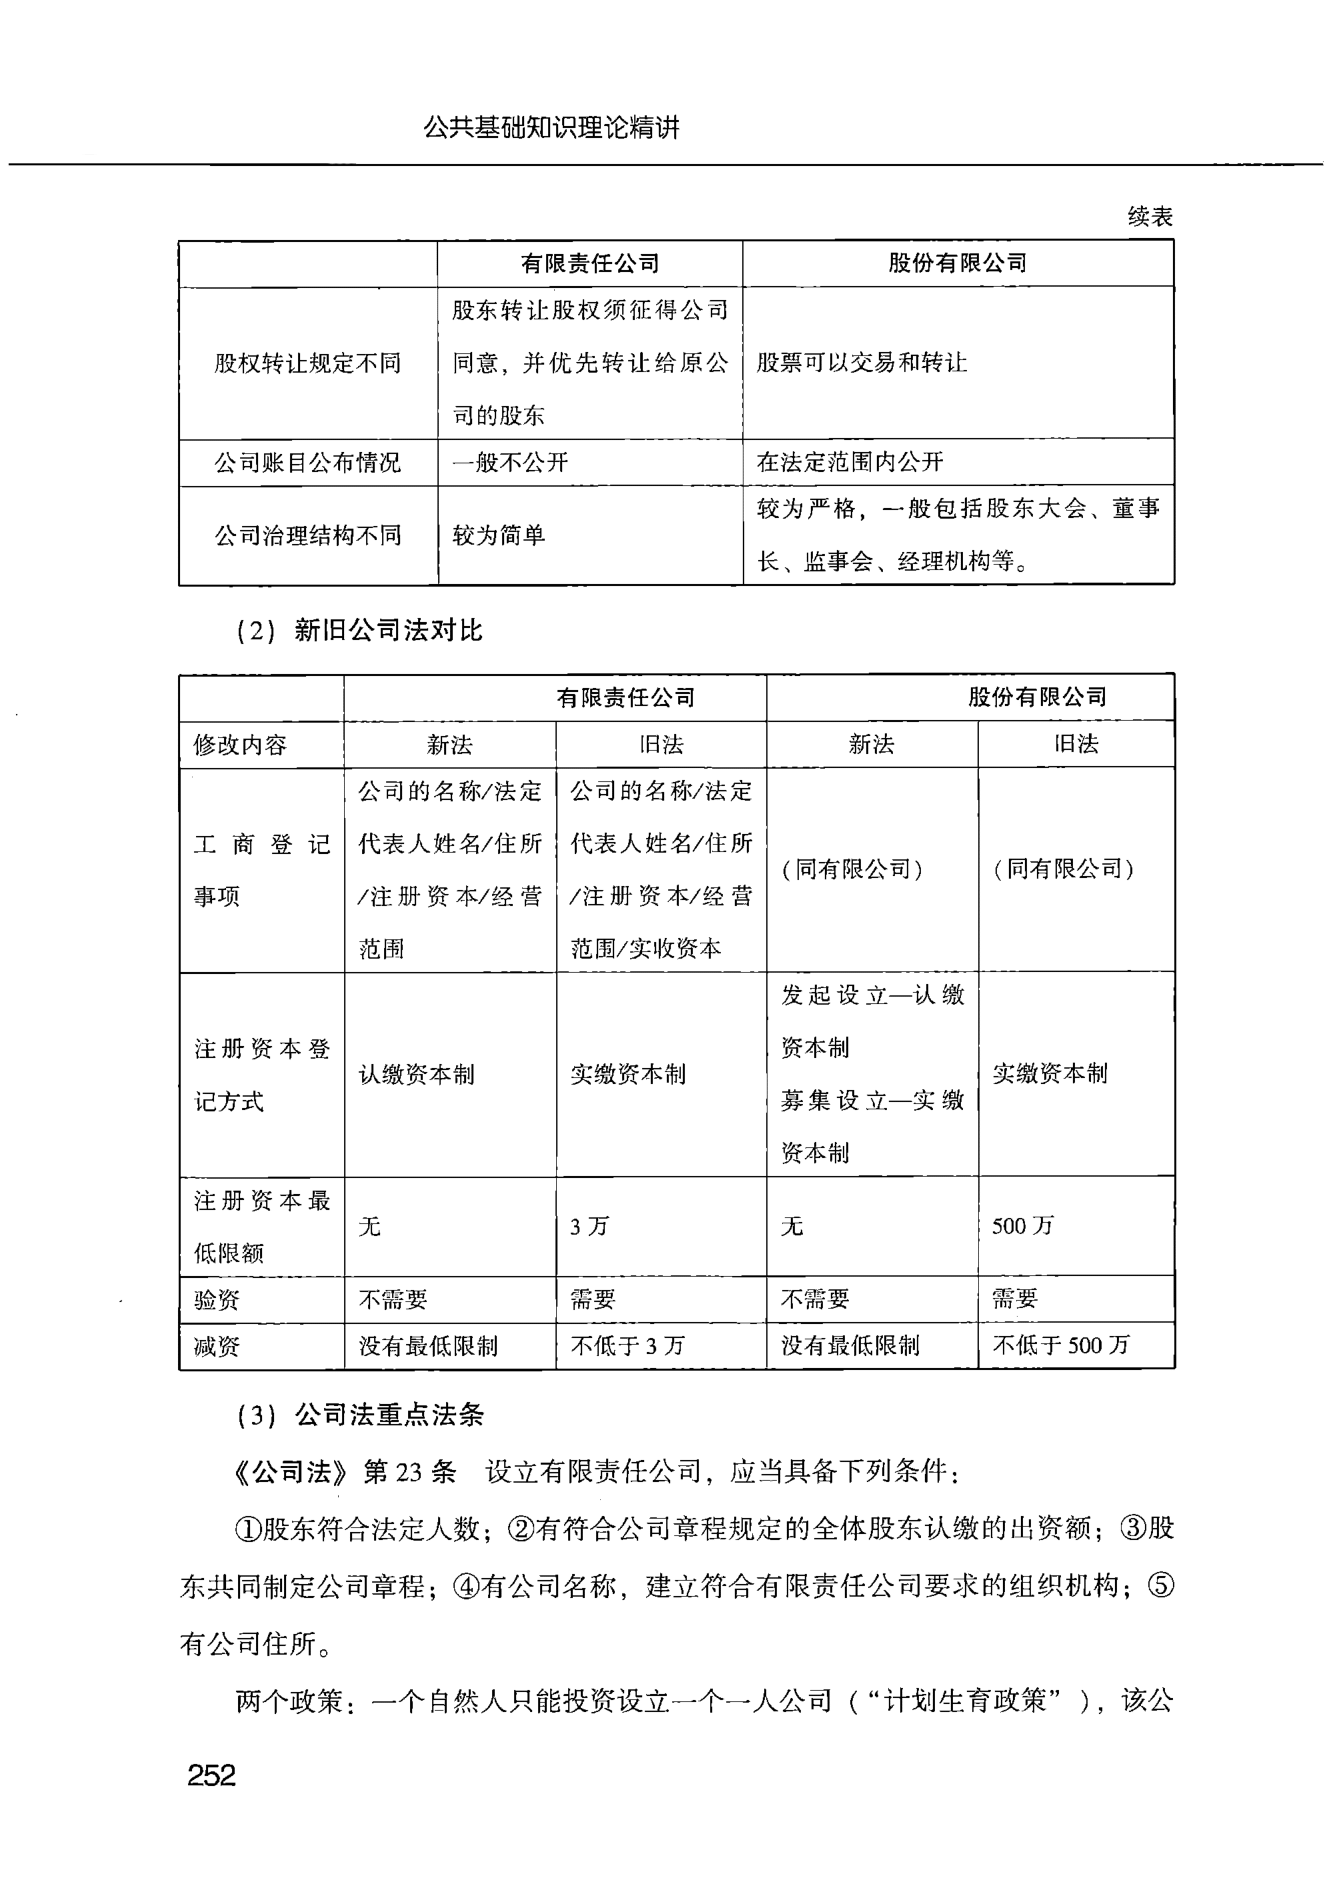 公共基础知识理论精讲
续表
有限责任公司 股份有限公司
股权转让规定不同
股东转让股权须征得公司
同意，并优先转让给原公
司的股东
股票可以交易和转让
公司账目公布情况 一般不公开 在法定范围内公开
公司治理结构不同 较为简单
较为严格，一般包括股东大会、董事
长、监事会、经理机构等。
(2) 新旧公司法对比
有限责任公司 股份有限公司
修改内容 新法 旧法 新法 旧法
工商登记
事项
公司的名称/法定
代表人姓名/住所
/注册资本/经营
范围
公司的名称/法定
代表人姓名/住所
/注册资本/经营
范围/实收资本
(同有限公司)
(同有限公司)
注册资本登
记方式
认缴资本制
实缴资本制
发起设立—认缴
资本制
募集设立—实缴
资本制
实缴资本制
注册资本最
低限额
无
3万
无
500万
验资 不需要 需要 不需要 需要
减资 没有最低限制 不低于3万 没有最低限制 不低于500万
(3) 公司法重点法条
《公司法》第23条 设立有限责任公司，应当具备下列条件：
①股东符合法定人数；②有符合公司章程规定的全体股东认缴的出资额；③股
东共同制定公司章程；④有公司名称，建立符合有限责任公司要求的组织机构；⑤
有公司住所。
两个政策：一个自然人只能投资设立一个一人公司（“计划生育政策”），该公
252